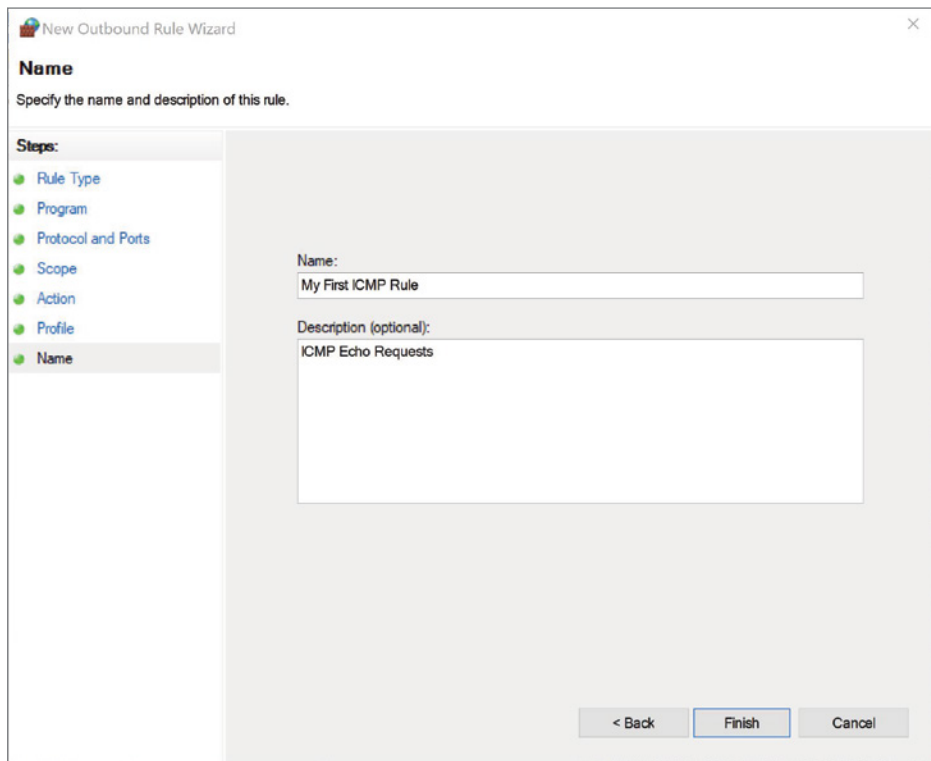 New Outbound Rule Wizard
Name
Specify the name and description of this rule.
Steps:
Rule Type
Program
Protocol and Ports
Scope
Action
Profile
Name
Name:
My First ICMP Rule
Description (optional):
ICMP Echo Requests
< Back
Finish
Cancel